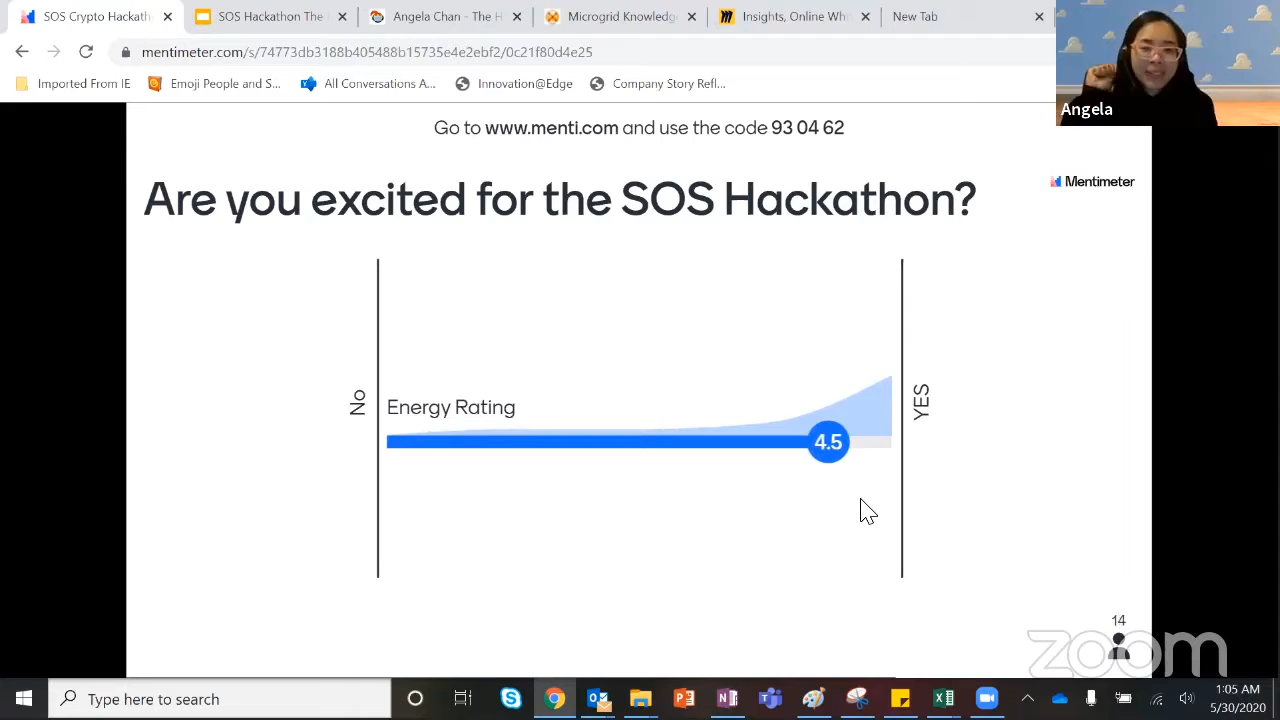 SOS Crypto Hackath
SOS Hackathon The
Angela Chan - The H
Microgrid Knowledg
Insights, Online Wh
New Tab
mentimeter.com/s/74773db3188b405488b15735e4e2ebf2/0c21f80d4e25
Imported From IE
Emoji People and S...
All Conversations A...
Innovation@Edge
Company Story Refl...
Angela
Go to www.menti.com and use the code 93 04 62
Mentimeter
Are you excited for the SOS Hackathon?
No
Energy Rating
4.5
YES
14
zoom
Type here to search
1:05 AM
5/30/2020